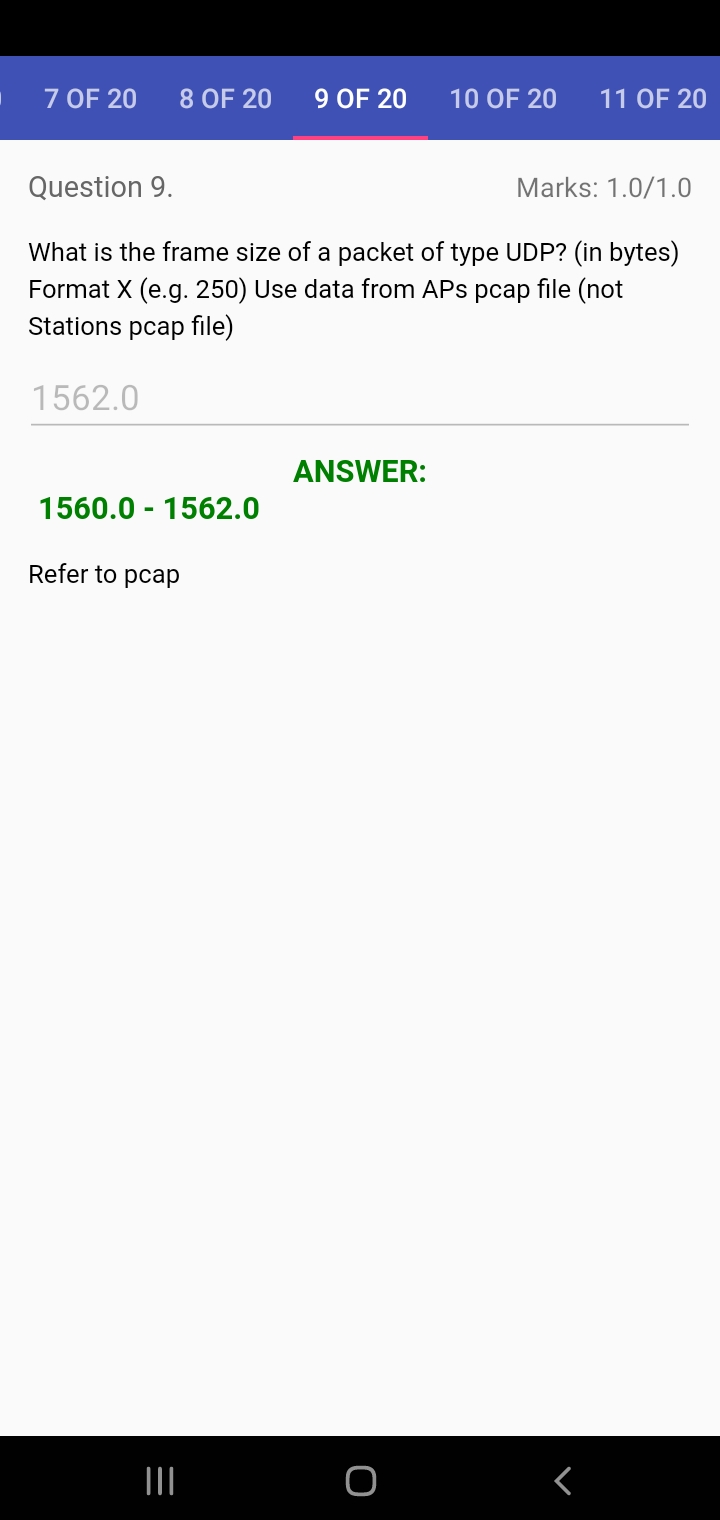 7 OF 20 8 OF 20 9 OF 20 10 OF 20 11 OF 20
Question 9. Marks: 1.0/1.0
What is the frame size of a packet of type UDP? (in bytes)
Format X (e.g. 250) Use data from APs pcap file (not
Stations pcap file)
1562.0
ANSWER:
1560.0 - 1562.0
Refer to pcap